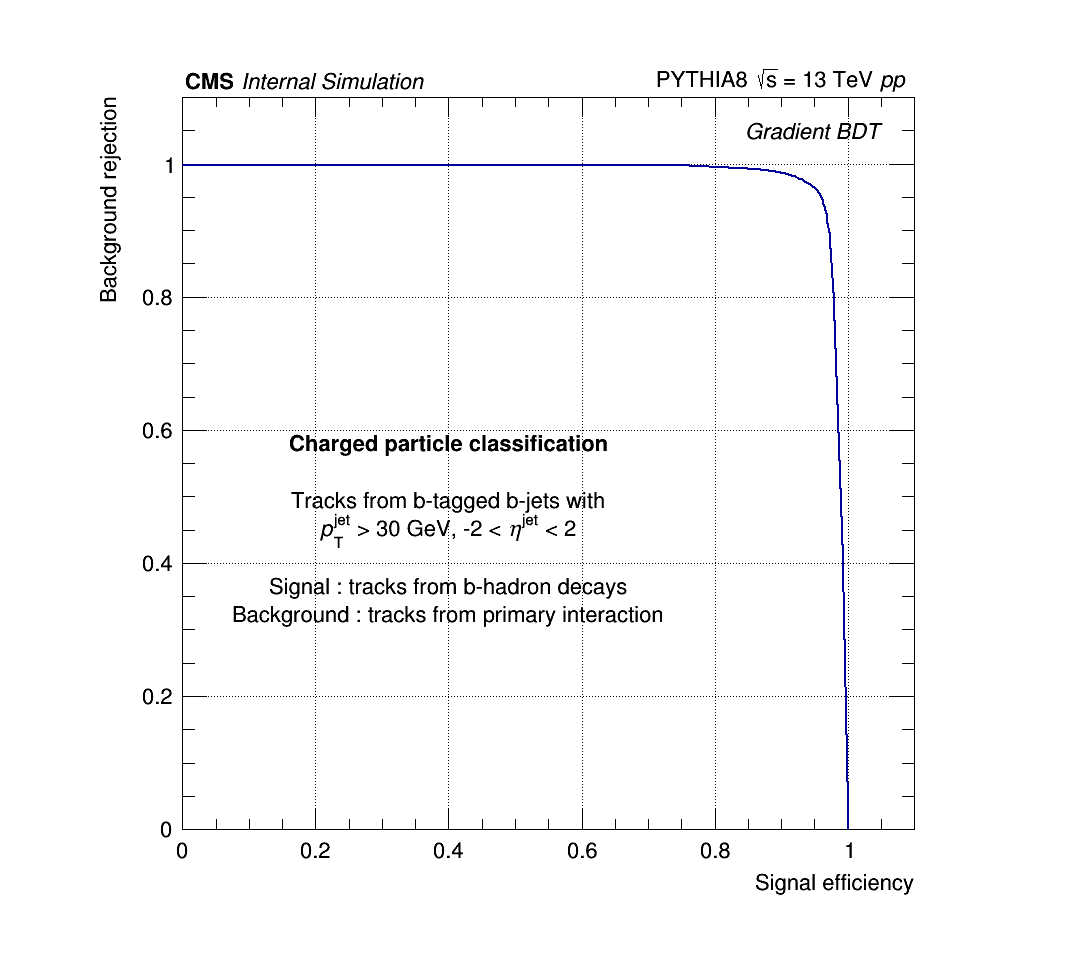 CMS Internal Simulation
PYTHIA8 √s = 13 TeV pp
Gradient BDT
Background rejection
1
0.8
0.6
0.4
0.2
0
Charged particle classification
Tracks from b-tagged b-jets with
p_T^jet > 30 GeV, -2 < η^jet < 2
Signal : tracks from b-hadron decays
Background : tracks from primary interaction
0 0.2 0.4 0.6 0.8 1
Signal efficiency